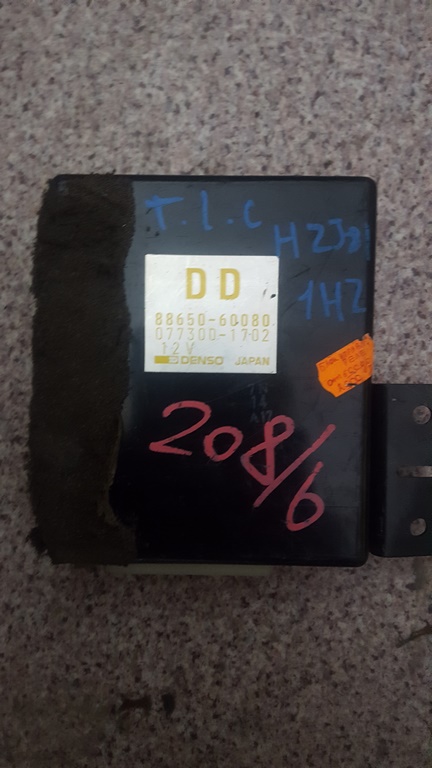 T.L.C
HZJ81
1HZ
DD
88650-60080
077300-1702
12V
DENSO JAPAN
208/6